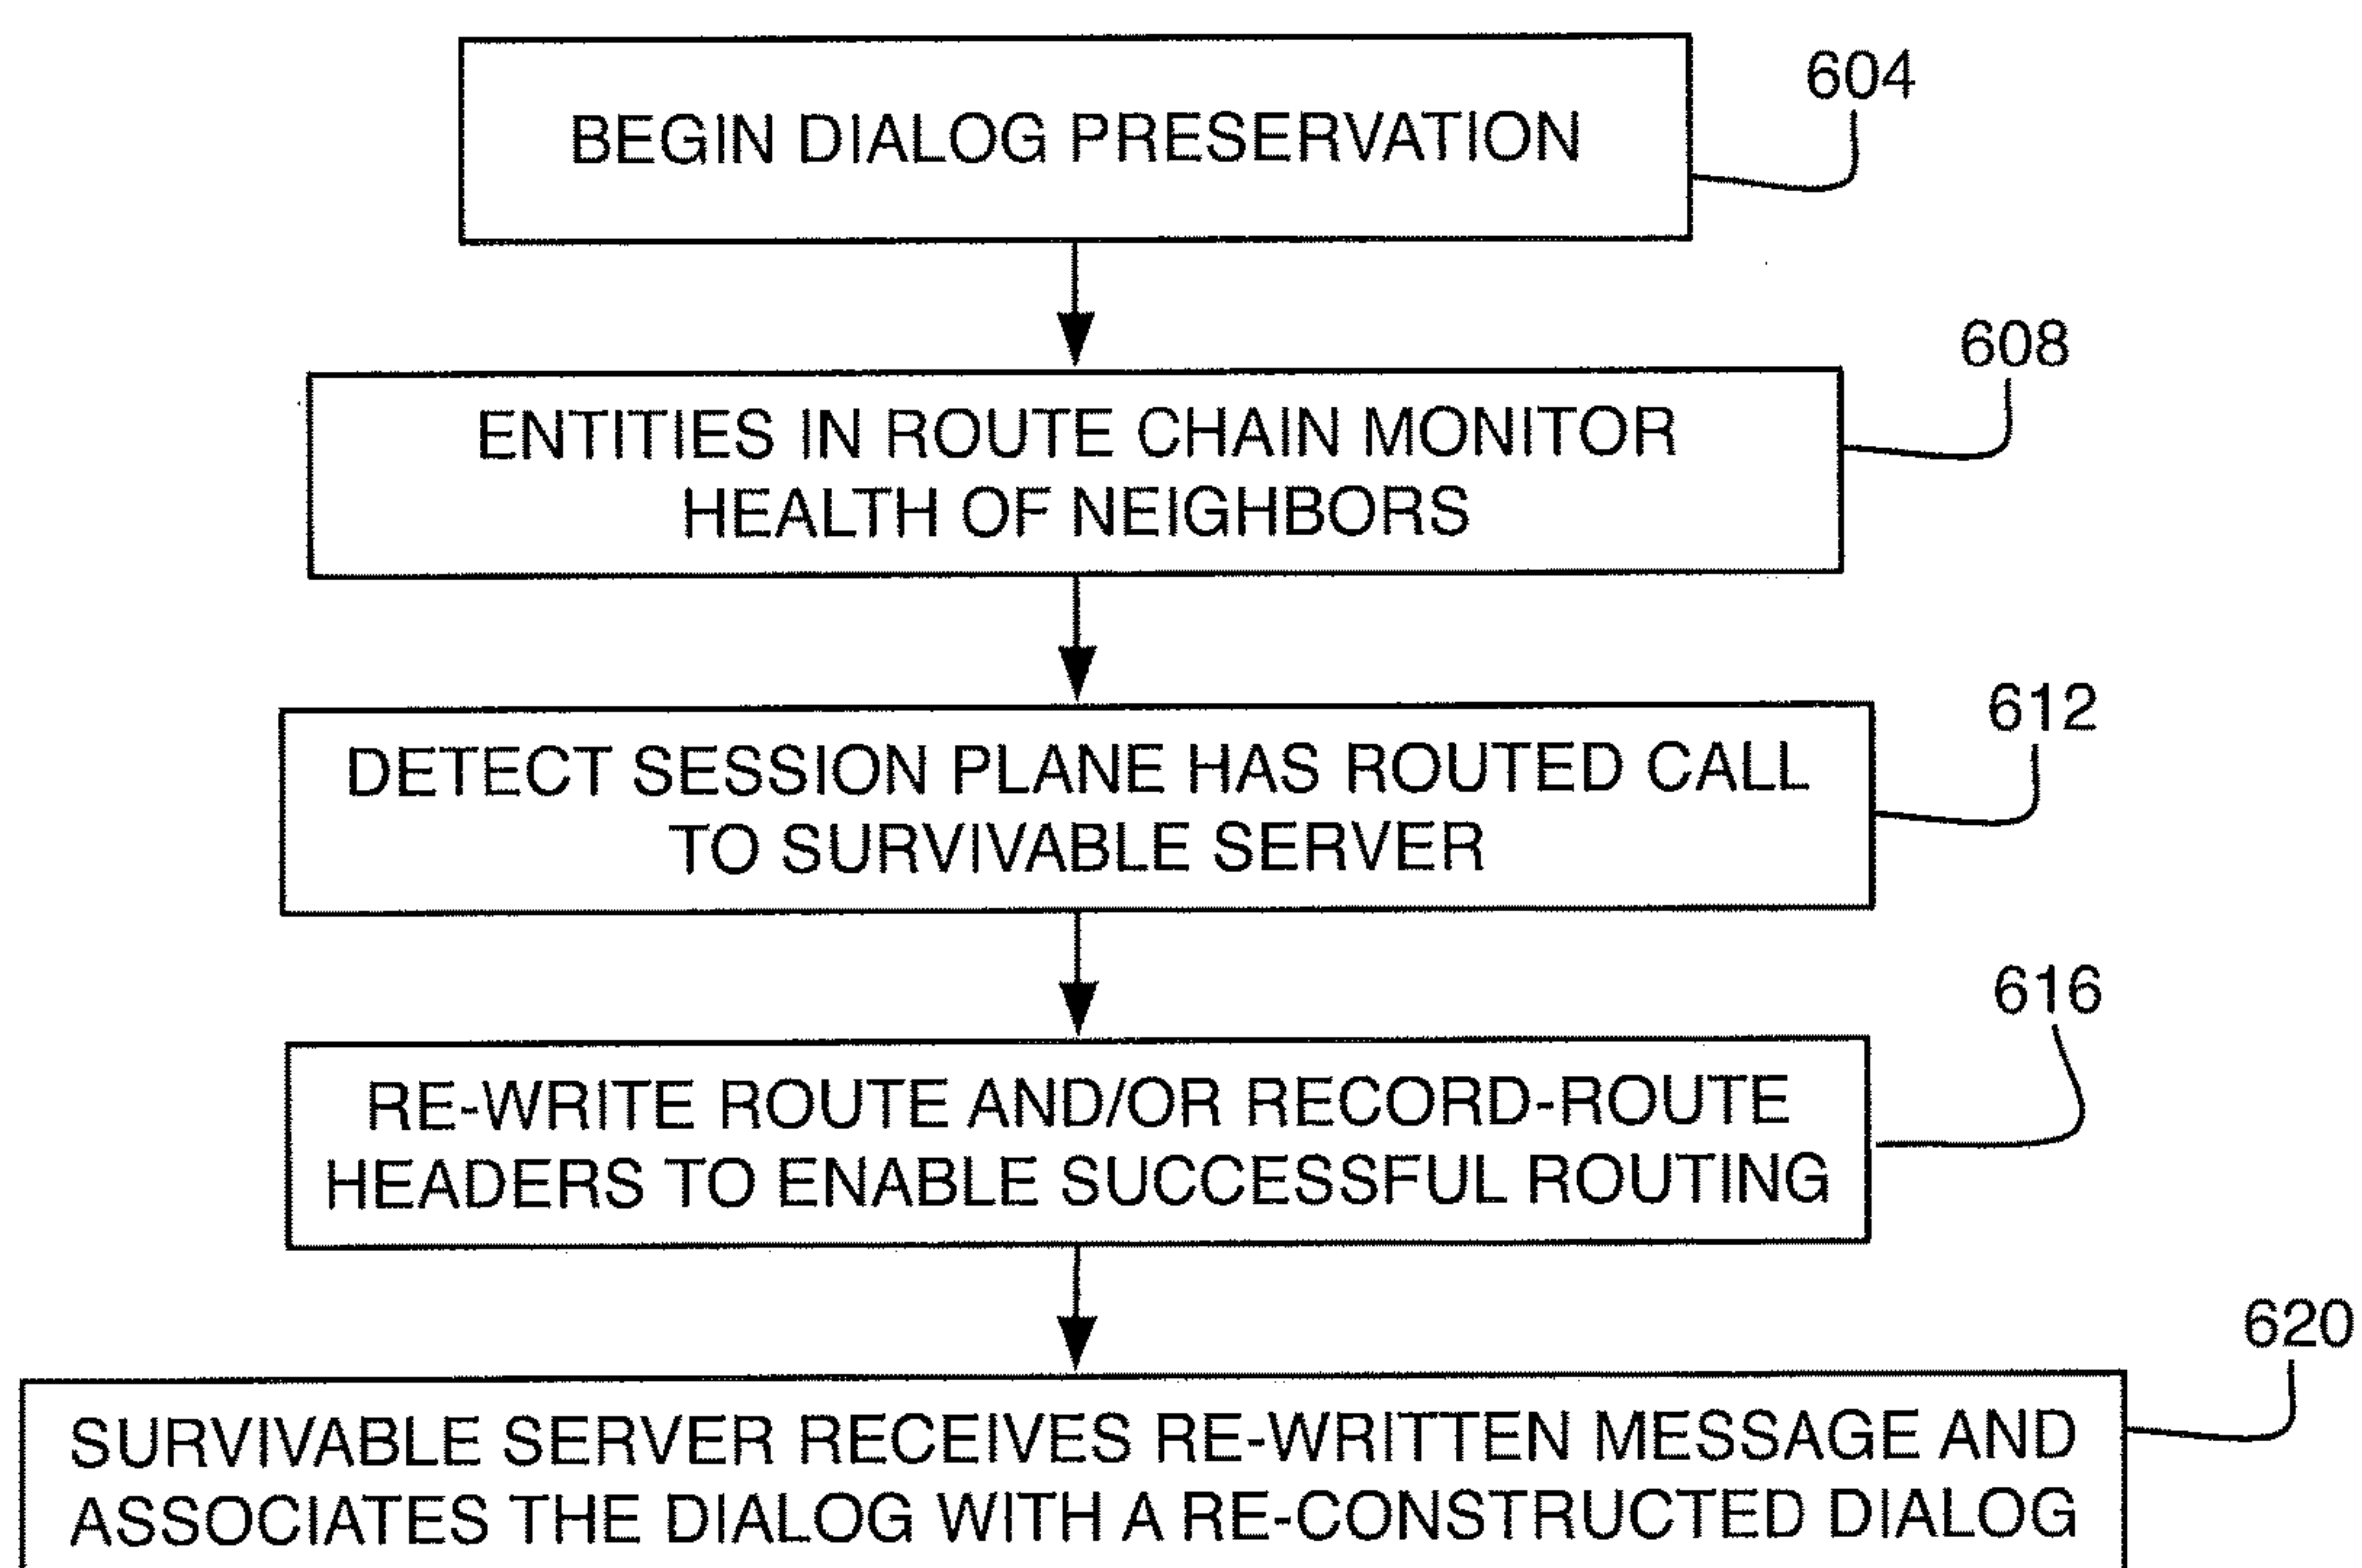 BEGIN DIALOG PRESERVATION
604
ENTITIES IN ROUTE CHAIN MONITOR
HEALTH OF NEIGHBORS
608
DETECT SESSION PLANE HAS ROUTED CALL
TO SURVIVABLE SERVER
612
RE-WRITE ROUTE AND/OR RECORD-ROUTE
HEADERS TO ENABLE SUCCESSFUL ROUTING
616
SURVIVABLE SERVER RECEIVES RE-WRITTEN MESSAGE AND
ASSOCIATES THE DIALOG WITH A RE-CONSTRUCTED DIALOG
620